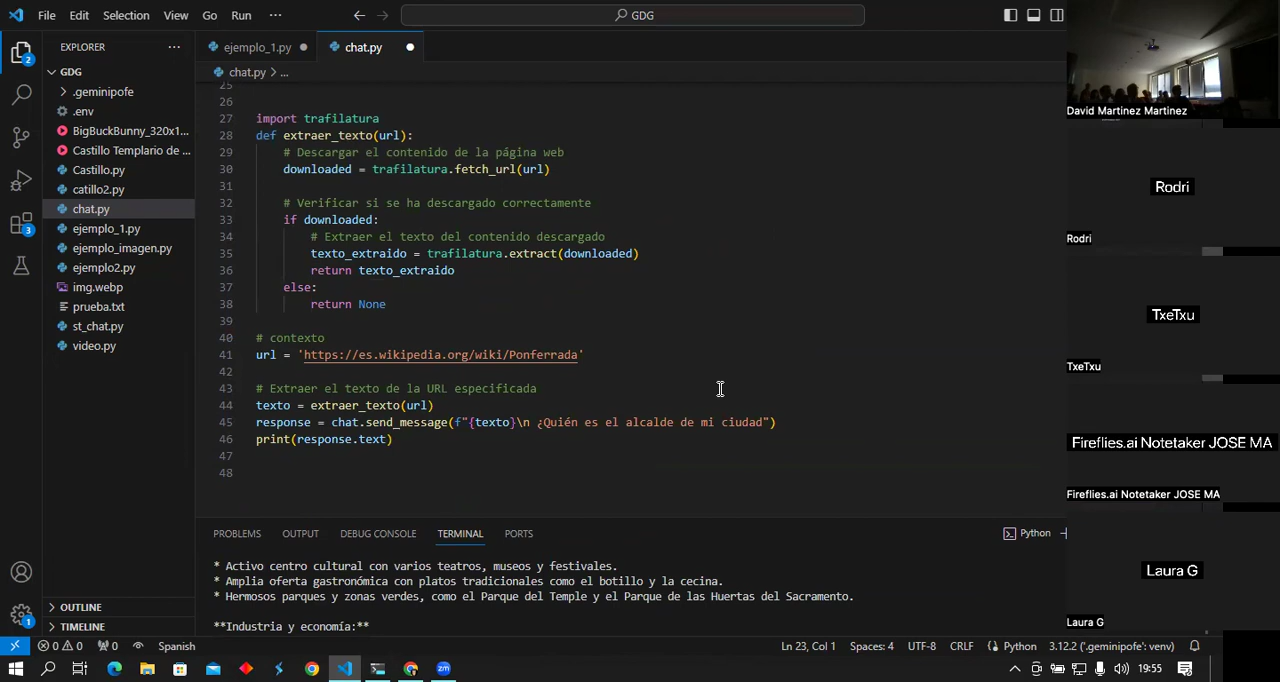 File Edit Selection View Go Run ···
GDG
EXPLORER ···
GDG
.geminipofe
.env
BigBuckBunny_320x1...
Castillo Templario de ...
Castillo.py
catillo2.py
chat.py
ejemplo_1.py
ejemplo_imagen.py
ejemplo2.py
img.webp
prueba.txt
st_chat.py
video.py
OUTLINE
TIMELINE
ejemplo_1.py
chat.py
chat.py > ...
25
26
27 import trafilatura
28 def extraer_texto(url):
29 # Descargar el contenido de la página web
30 downloaded = trafilatura.fetch_url(url)
31
32 # Verificar si se ha descargado correctamente
33 if downloaded:
34 # Extraer el texto del contenido descargado
35 texto_extraido = trafilatura.extract(downloaded)
36 return texto_extraido
37 else:
38 return None
39
40 # contexto
41 url = 'https://es.wikipedia.org/wiki/Ponferrada'
42
43 # Extraer el texto de la URL especificada
44 texto = extraer_texto(url)
45 response = chat.send_message(f"{texto}\n ¿Quién es el alcalde de mi ciudad")
46 print(response.text)
47
48
PROBLEMS OUTPUT DEBUG CONSOLE TERMINAL PORTS
Python
* Activo centro cultural con varios teatros, museos y festivales.
* Amplia oferta gastronómica con platos tradicionales como el botillo y la cecina.
* Hermosos parques y zonas verdes, como el Parque del Temple y el Parque de las Huertas del Sacramento.
**Industria y economía:**
0 0 0 Spanish Ln 23, Col 1 Spaces: 4 UTF-8 CRLF Python 3.12.2 ('.geminipofe': venv)
19:55
2
3
1
David Martinez Martinez
Rodri
Rodri
TxeTxu
TxeTxu
Fireflies.ai Notetaker JOSE MA
Fireflies.ai Notetaker JOSE MA
Laura G
Laura G